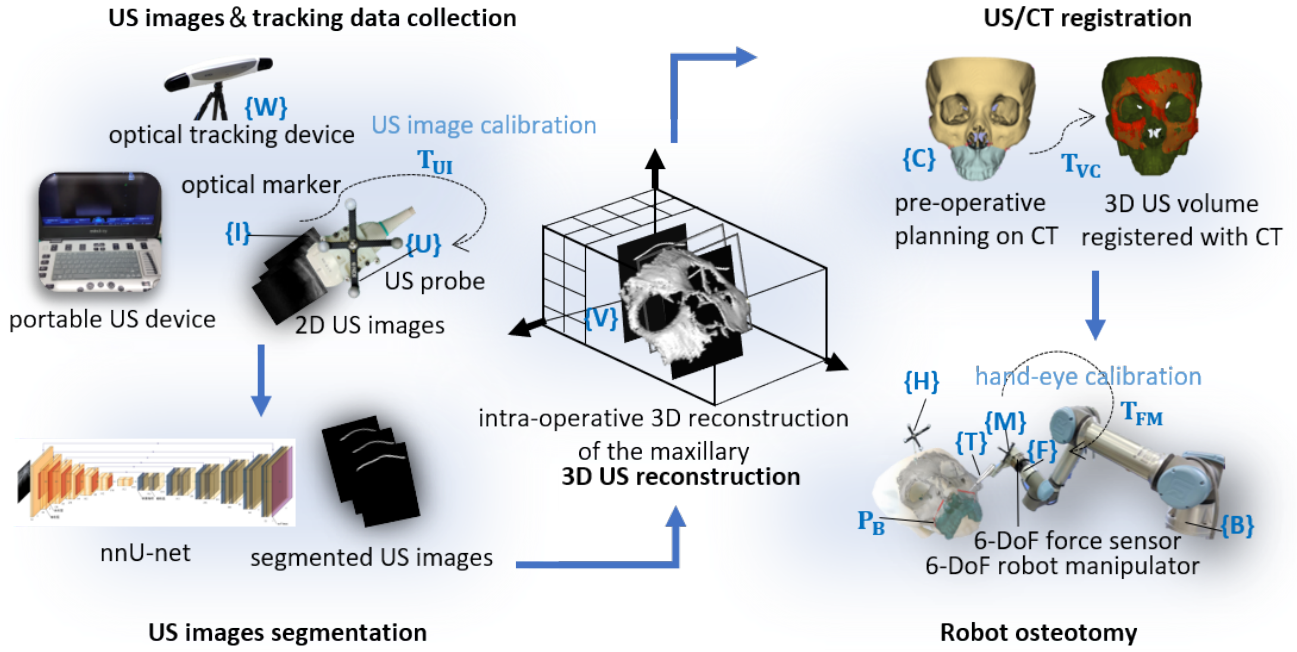 US images & tracking data collection
{W}
optical tracking device
US image calibration
T_UI
optical marker
{I}
{U}
US probe
portable US device
2D US images
nnU-net
segmented US images
US images segmentation
{V}
intra-operative 3D reconstruction
of the maxillary
3D US reconstruction
US/CT registration
{C}
T_VC
pre-operative
planning on CT
3D US volume
registered with CT
{H}
hand-eye calibration
T_FM
{M}
{T}
{F}
P_B
{B}
6-DoF force sensor
6-DoF robot manipulator
Robot osteotomy